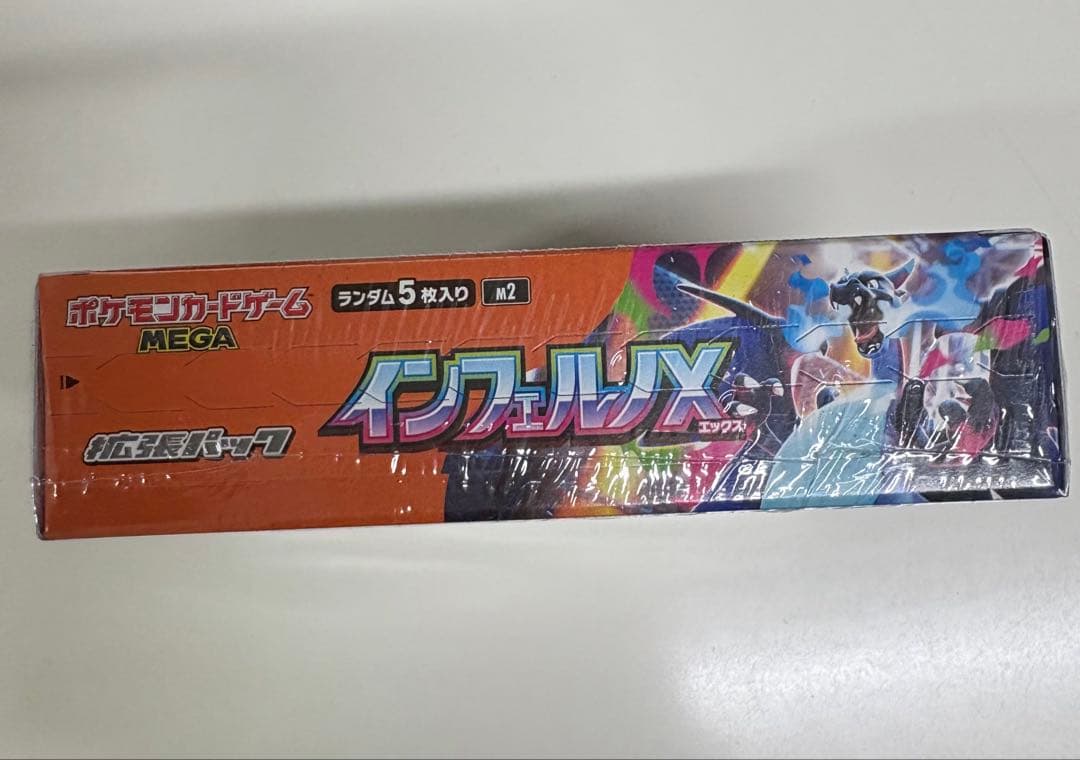 ポケモンカードゲーム
MEGA
ランダム5枚入り M2
インフェルノX
エックス
拡張パック